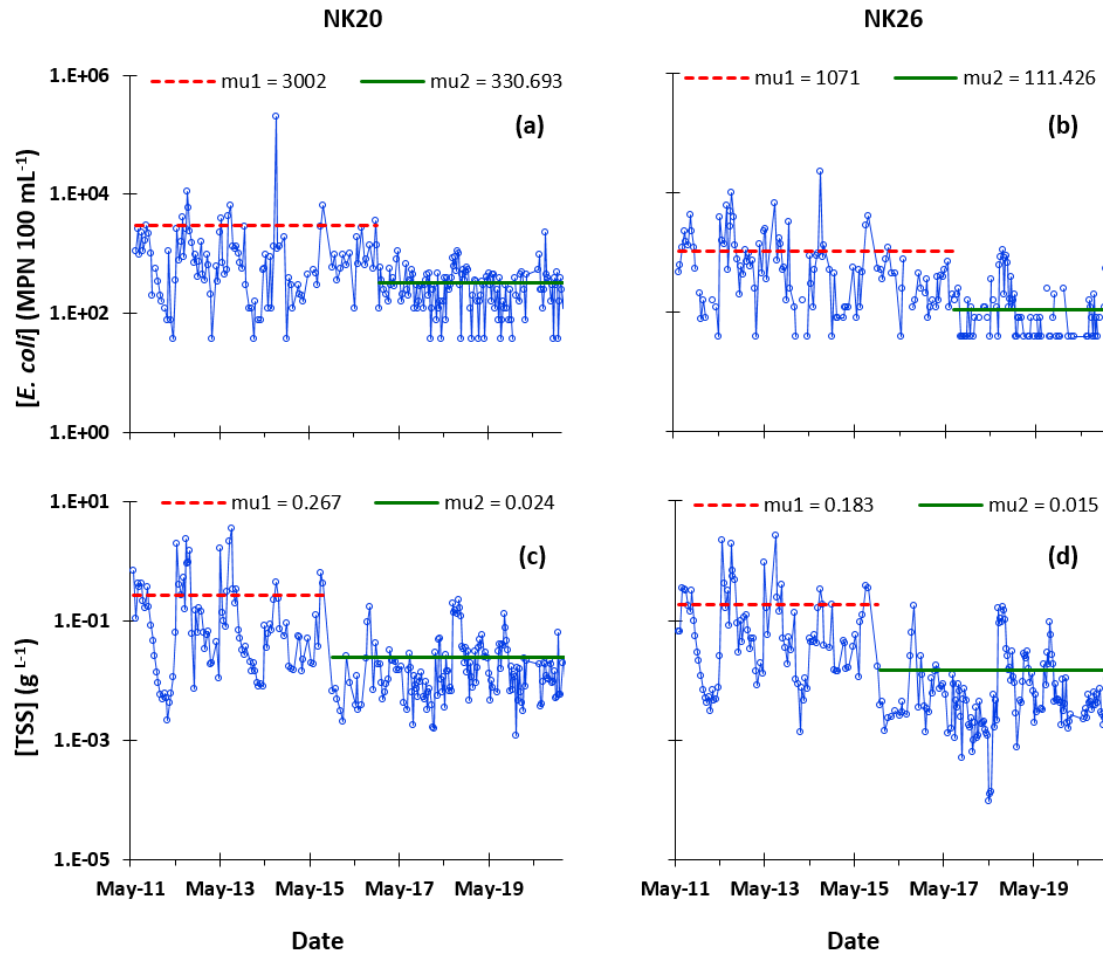 NK20
NK26
mu1 = 3002
mu2 = 330.693
mu1 = 1071
mu2 = 111.426
(a)
(b)
[E. coli] (MPN 100 mL⁻¹)
1.E+06
1.E+04
1.E+02
1.E+00
mu1 = 0.267
mu2 = 0.024
mu1 = 0.183
mu2 = 0.015
(c)
(d)
[TSS] (g L⁻¹)
1.E+01
1.E-01
1.E-03
1.E-05
May-11 May-13 May-15 May-17 May-19
May-11 May-13 May-15 May-17 May-19
Date
Date